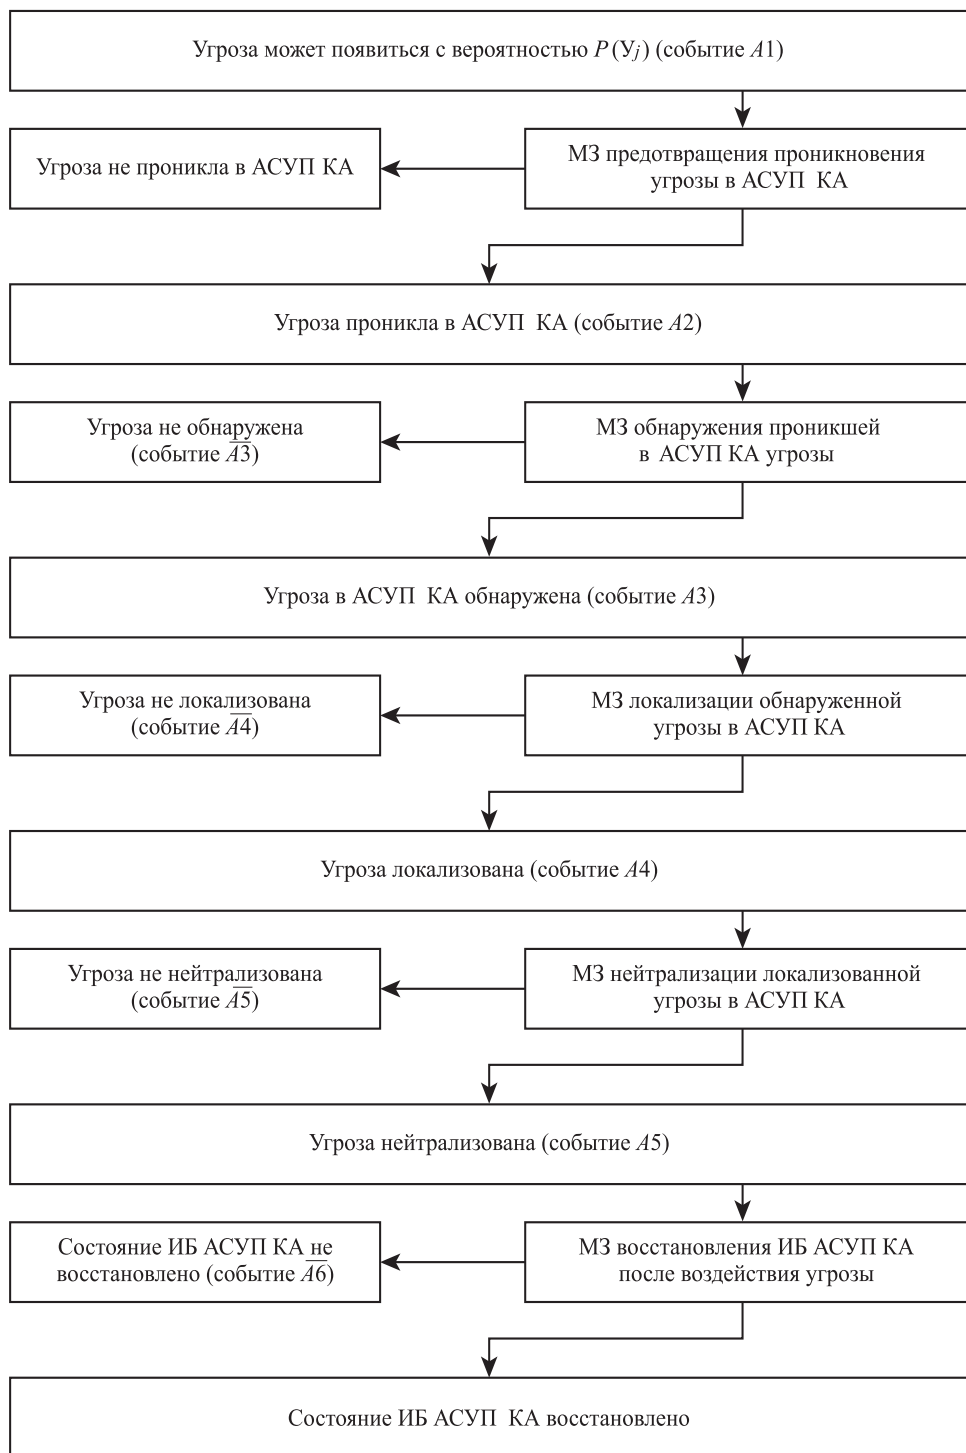 Угроза может появиться с вероятностью P(Уj) (событие A1)
Угроза не проникла в АСУП КА
МЗ предотвращения проникновения
угрозы в АСУП КА
Угроза проникла в АСУП КА (событие A2)
Угроза не обнаружена
(событие A̅3̅)
МЗ обнаружения проникшей
в АСУП КА угрозы
Угроза в АСУП КА обнаружена (событие A3)
Угроза не локализована
(событие A̅4̅)
МЗ локализации обнаруженной
угрозы в АСУП КА
Угроза локализована (событие A4)
Угроза не нейтрализована
(событие A̅5̅)
МЗ нейтрализации локализованной
угрозы в АСУП КА
Угроза нейтрализована (событие A5)
Состояние ИБ АСУП КА не
восстановлено (событие A̅6̅)
МЗ восстановления ИБ АСУП КА
после воздействия угрозы
Состояние ИБ АСУП КА восстановлено